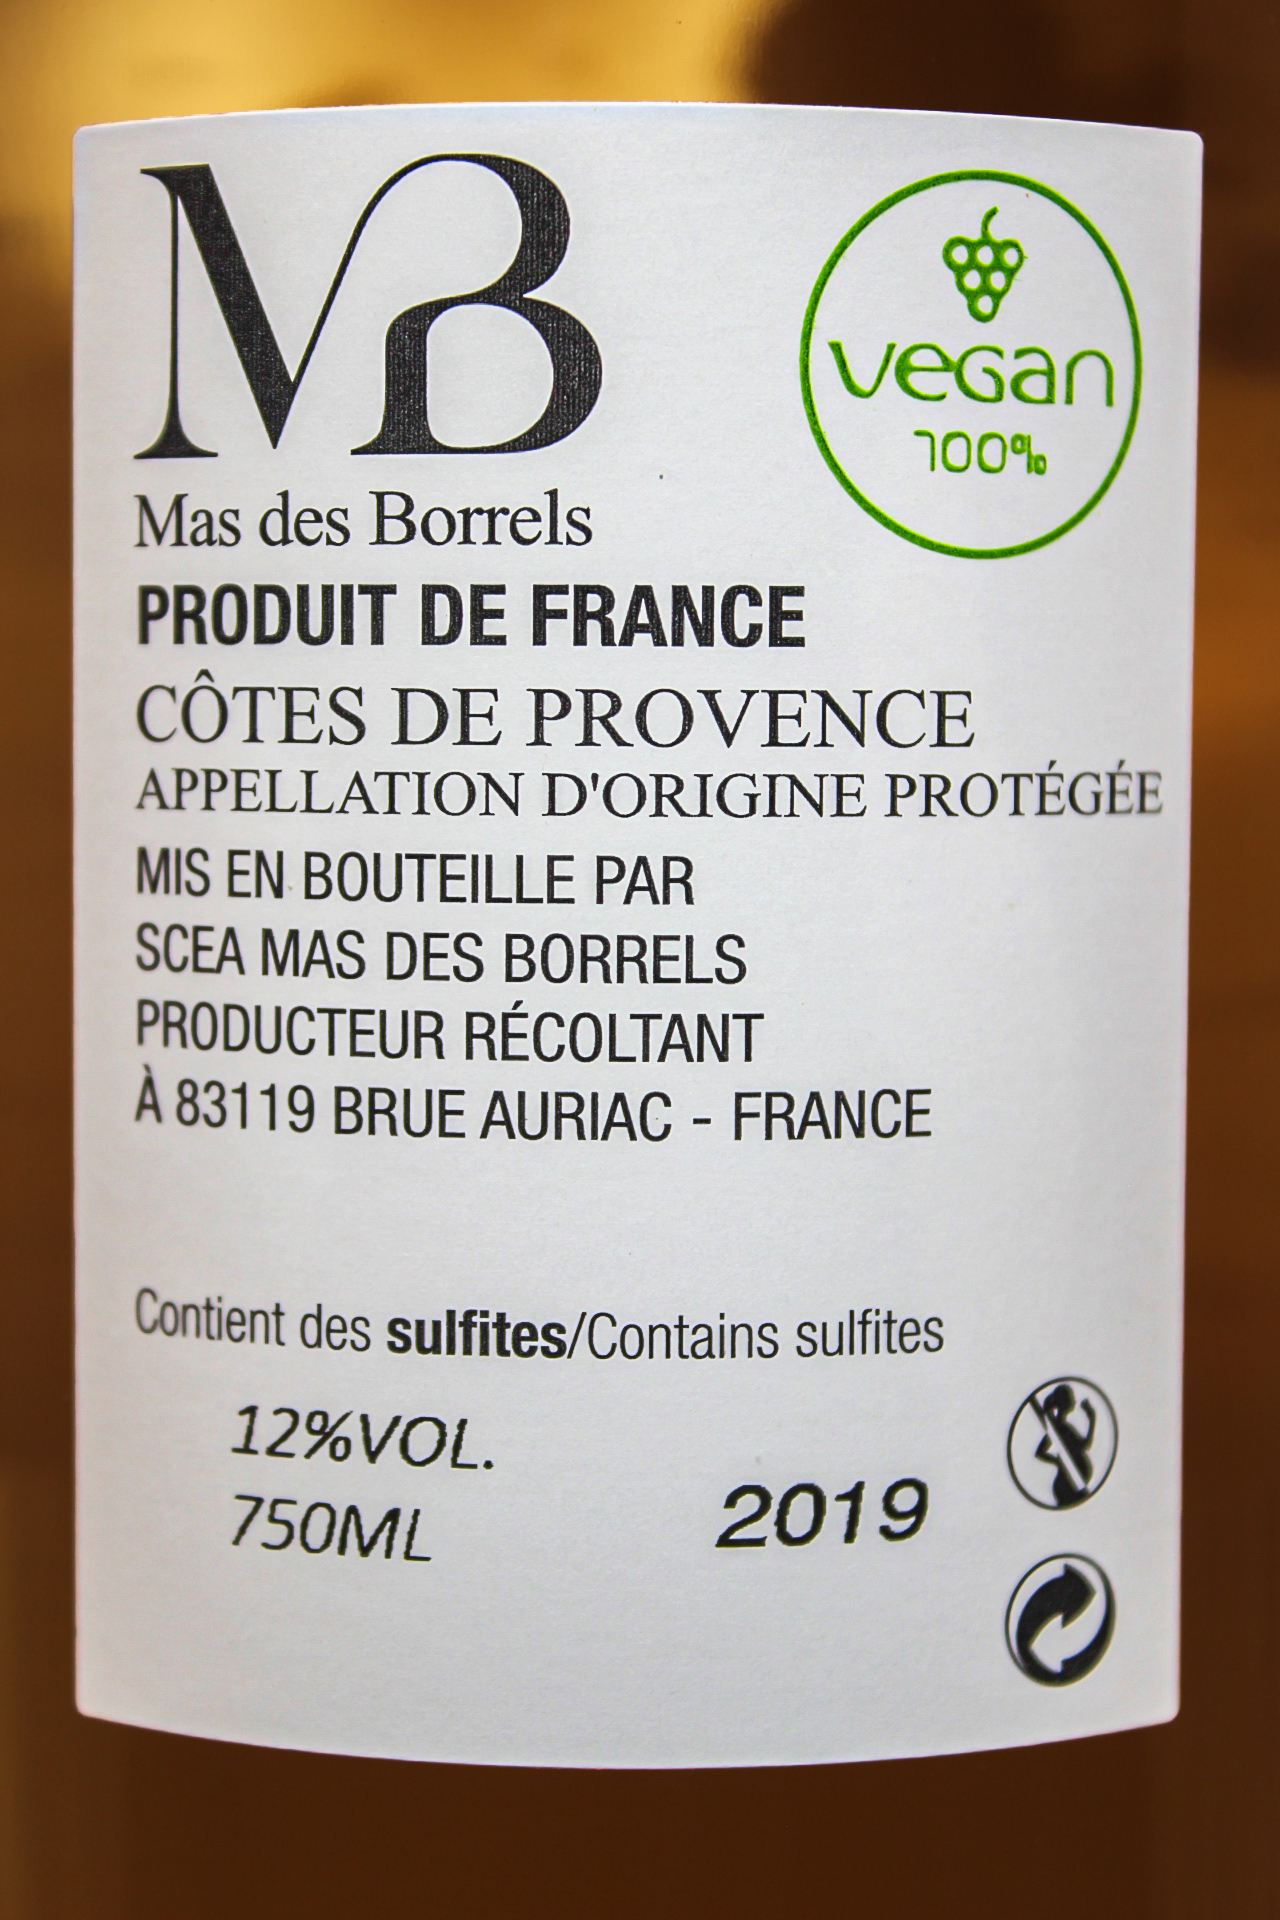 MB
Mas des Borrels
VEGAN
100%
PRODUIT DE FRANCE
CÔTES DE PROVENCE
APPELLATION D'ORIGINE PROTÉGÉE
MIS EN BOUTEILLE PAR
SCEA MAS DES BORRELS
PRODUCTEUR RÉCOLTANT
À 83119 BRUE AURIAC - FRANCE
Contient des sulfites/Contains sulfites
12%VOL.
750ML
2019